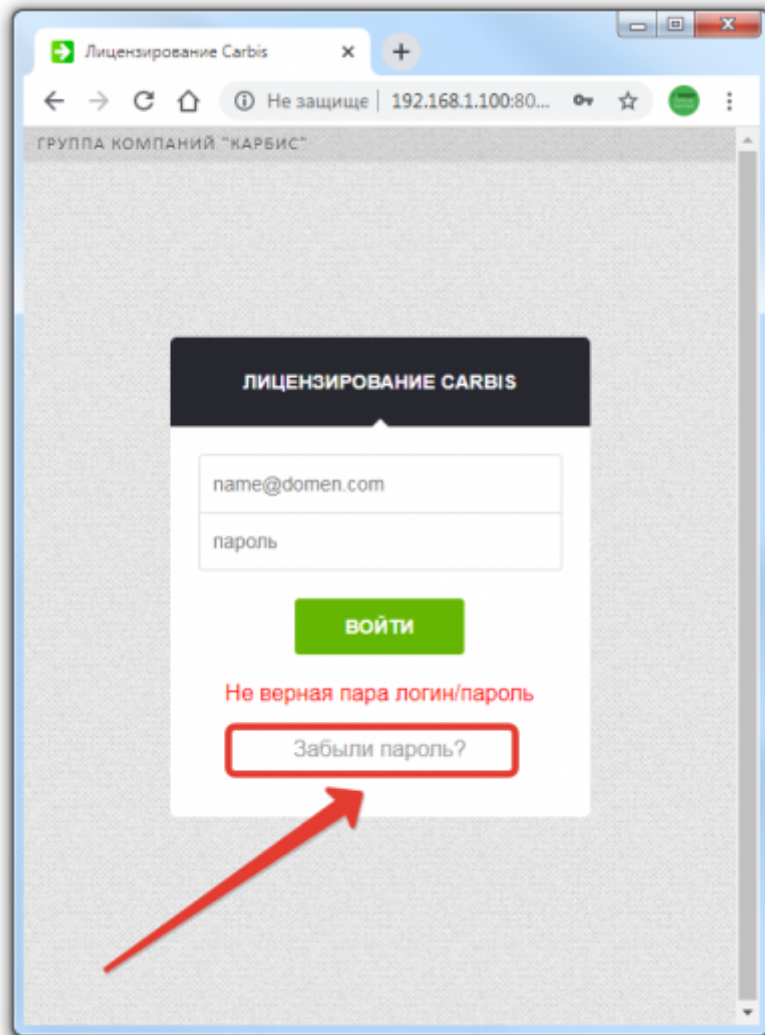 Лицензирование Carbis
Не защище | 192.168.1.100:80...
ГРУППА КОМПАНИЙ "КАРБИС"
ЛИЦЕНЗИРОВАНИЕ CARBIS
name@domen.com
пароль
ВОЙТИ
Не верная пара логин/пароль
Забыли пароль?